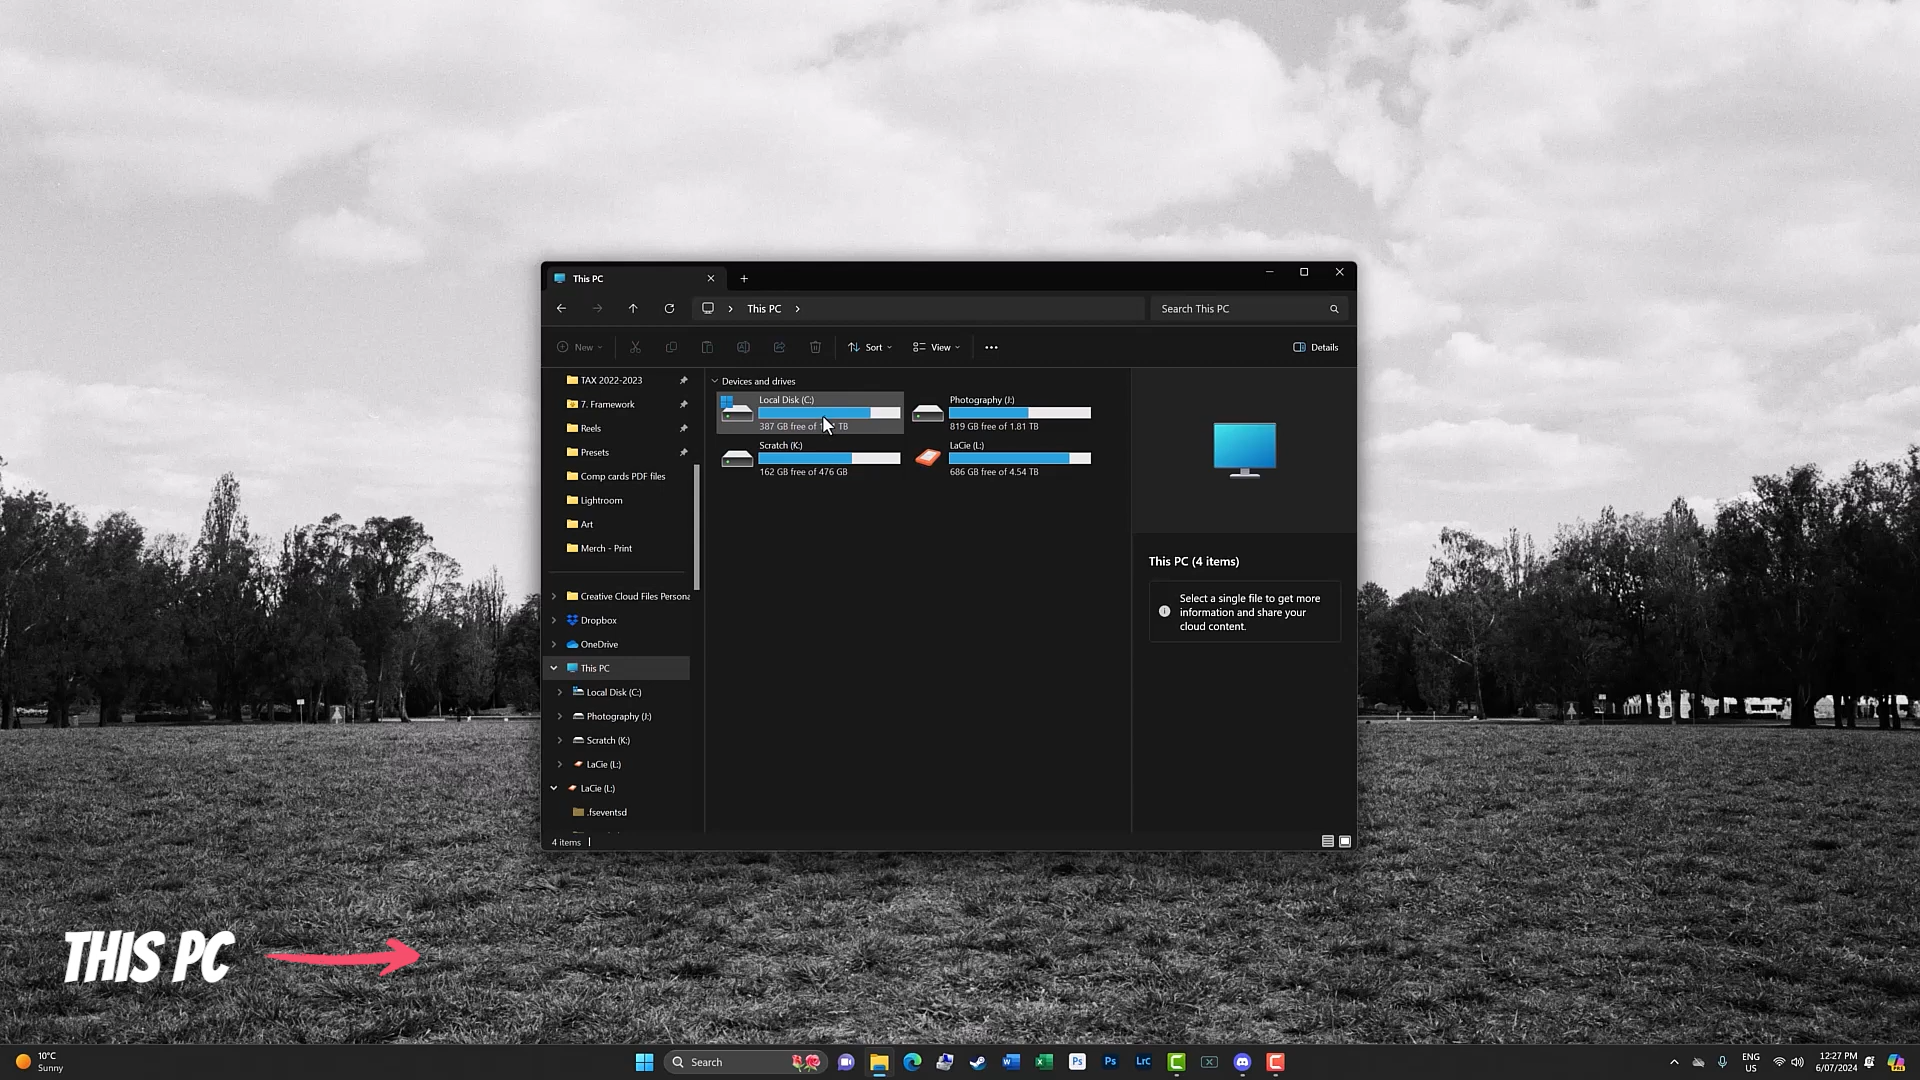 This PC
This PC
Search This PC
New
Sort
View
Details
TAX 2022-2023
7. Framework
Reels
Presets
Comp cards PDF files
Lightroom
Art
Merch - Print
Creative Cloud Files Persona
Dropbox
OneDrive
This PC
Local Disk (C:)
Photography (J:)
Scratch (K:)
LaCie (L:)
LaCie (L:)
.fseventsd
Devices and drives
Local Disk (C:)
387 GB free of TB
Photography (J:)
819 GB free of 1.81 TB
Scratch (K:)
162 GB free of 476 GB
LaCie (L:)
686 GB free of 4.54 TB
This PC (4 items)
Select a single file to get more
information and share your
cloud content.
4 items
THIS PC
10°C
Sunny
Search
W
X
Ps
Ps
LrC
ENG
US
12:27 PM
6/07/2024